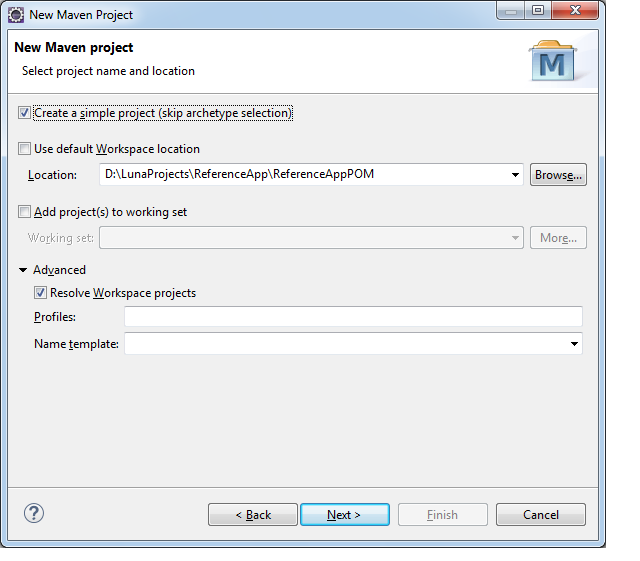 New Maven Project
New Maven project
Select project name and location
M
Create a simple project (skip archetype selection)
Use default Workspace location
Location: D:\LunaProjects\ReferenceApp\ReferenceAppPOM Browse...
Add project(s) to working set
Working set: More...
Advanced
Resolve Workspace projects
Profiles:
Name template:
? < Back Next > Finish Cancel